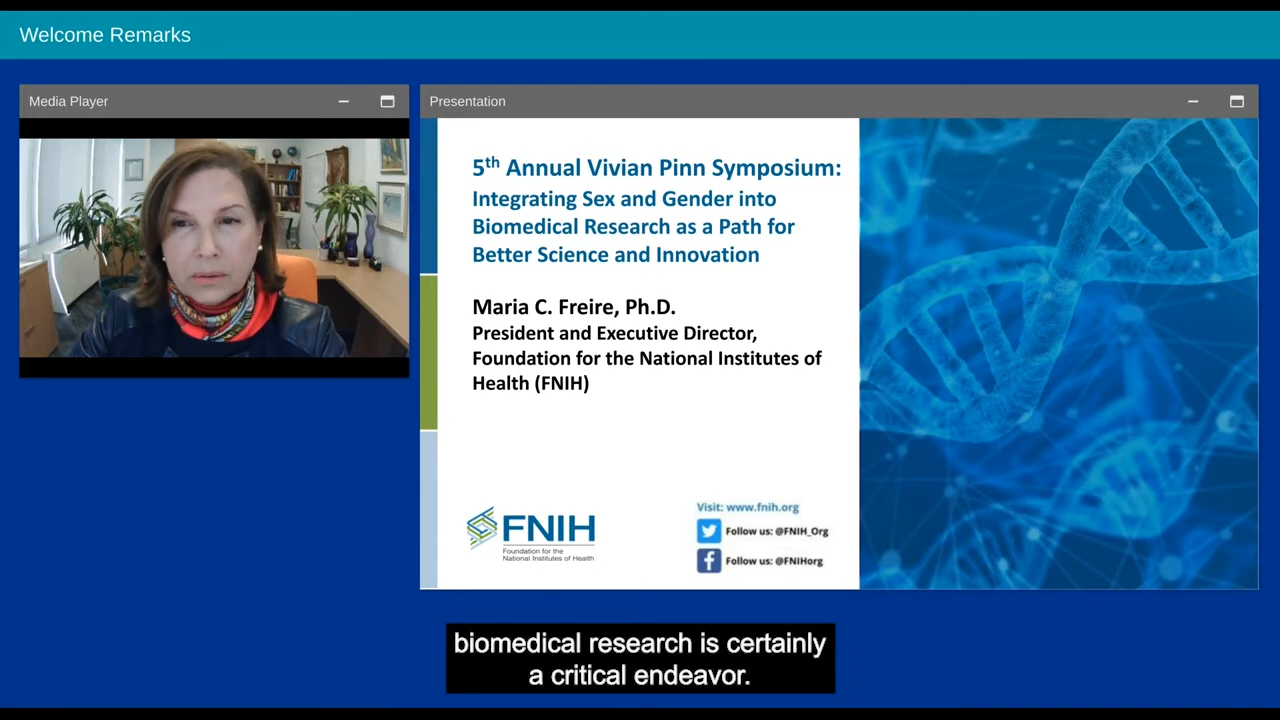 Welcome Remarks
Media Player
Presentation
5th Annual Vivian Pinn Symposium:
Integrating Sex and Gender into
Biomedical Research as a Path for
Better Science and Innovation
Maria C. Freire, Ph.D.
President and Executive Director,
Foundation for the National Institutes of
Health (FNIH)
FNIH
Foundation for the
National Institutes of Health
Visit: www.fnih.org
Follow us: @FNIH_Org
Follow us: @FNIHorg
biomedical research is certainly
a critical endeavor.